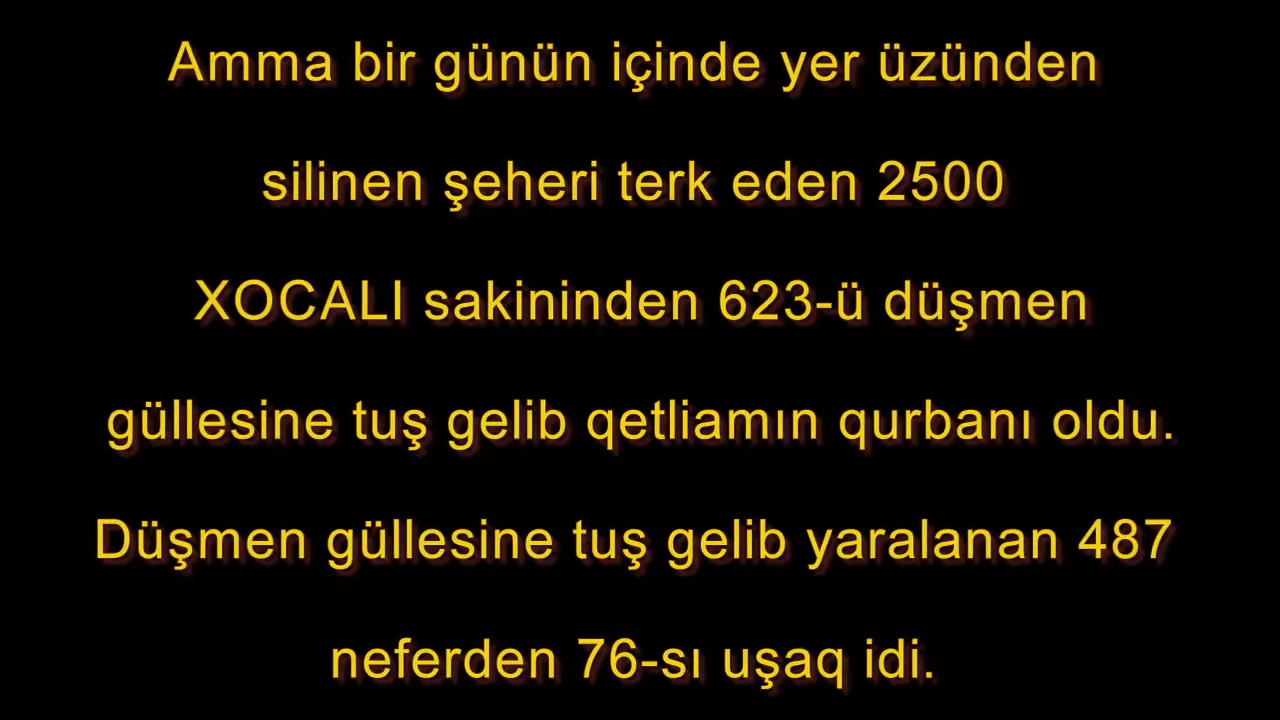 Amma bir günün içinde yer üzünden
silinen şeheri terk eden 2500
XOCALI sakininden 623-ü düşmen
güllesine tuş gelib qetliamın qurbanı oldu.
Düşmen güllesine tuş gelib yaralanan 487
neferden 76-sı uşaq idi.